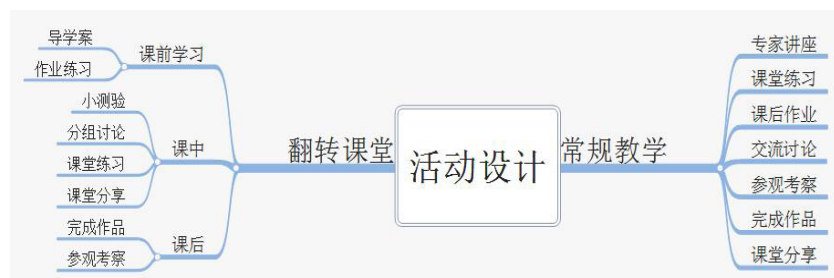 活动设计
翻转课堂
课前学习
导学案
作业练习
课中
小测验
分组讨论
课堂练习
课堂分享
课后
完成作品
参观考察
常规教学
专家讲座
课堂练习
课后作业
交流讨论
参观考察
完成作品
课堂分享